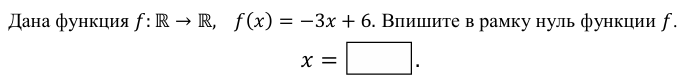 Дана функция f: ℝ → ℝ, f(x) = −3x + 6. Впишите в рамку нуль функции f.
x = .